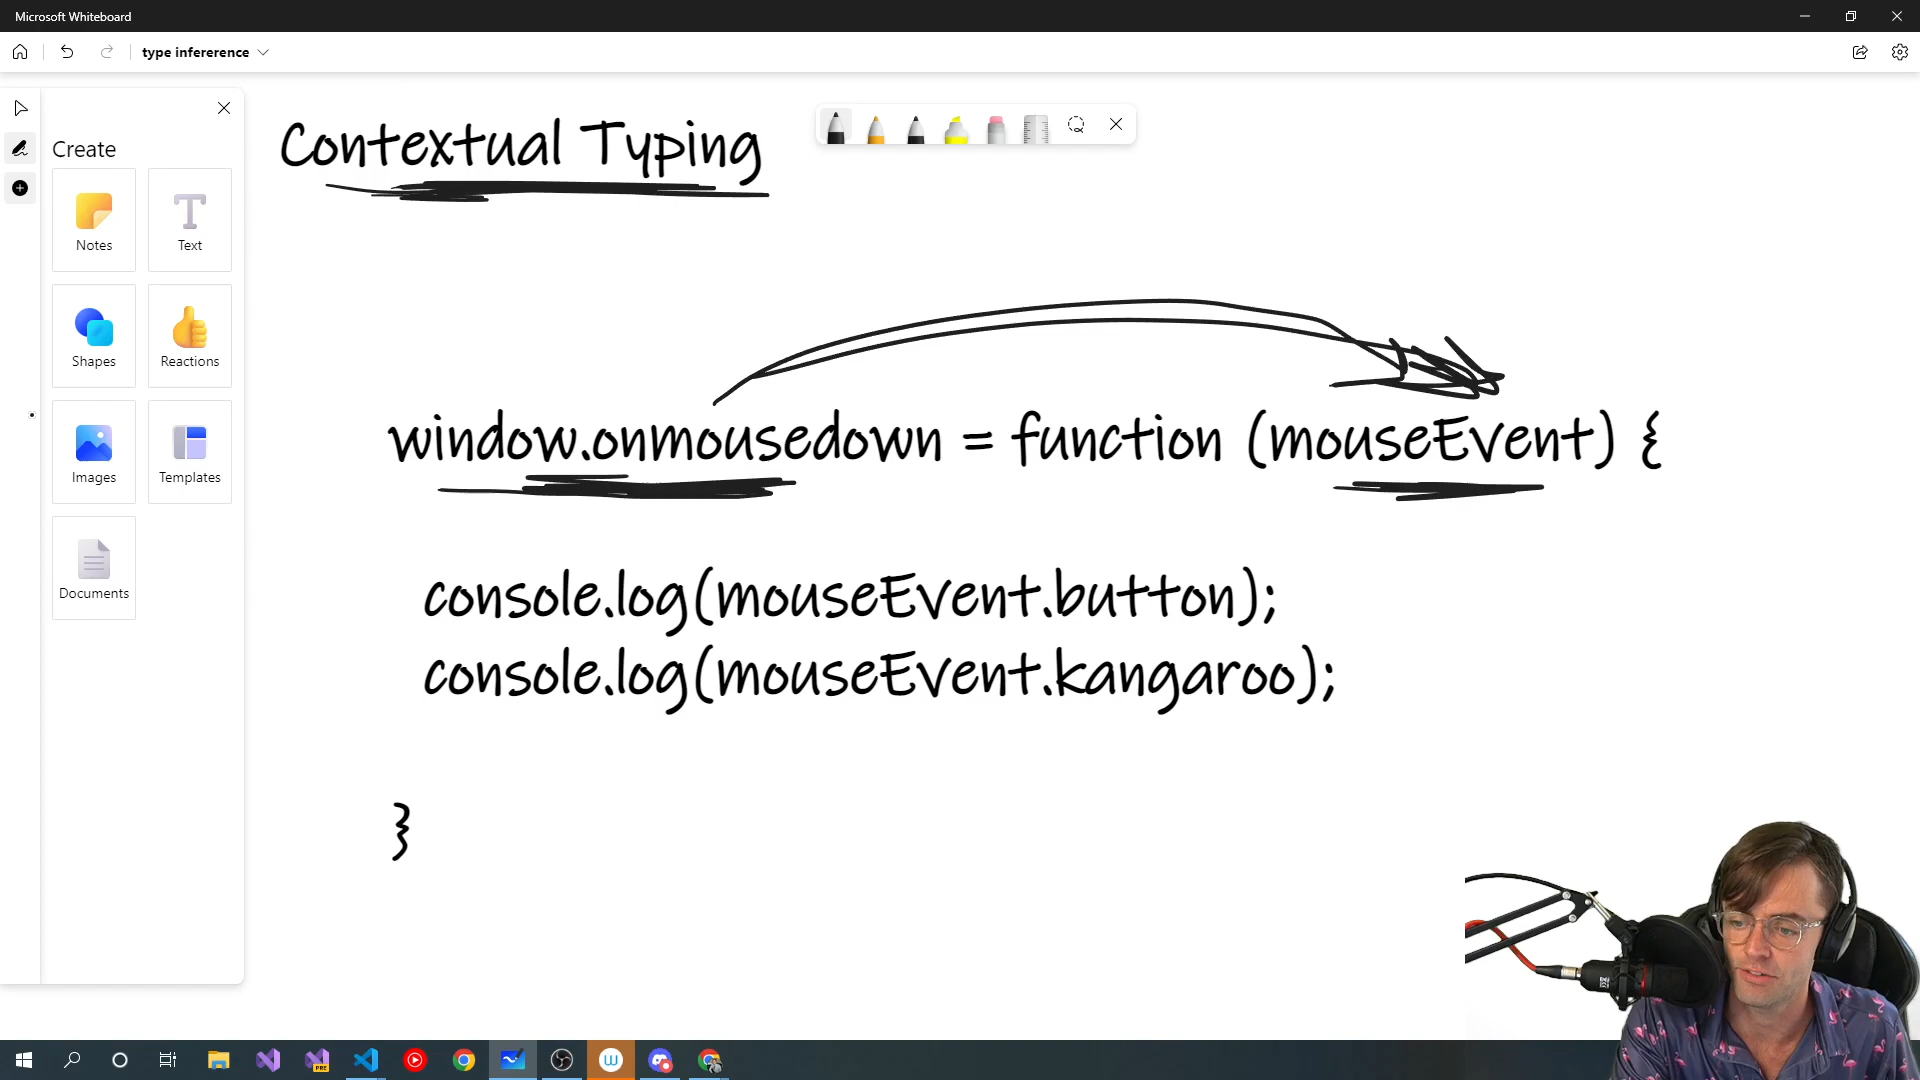 Microsoft Whiteboard
type infererence
Create
Contextual Typing
Notes
Text
Shapes
Reactions
Images
Templates
Documents
window.onmousedown = function (mouseEvent) {
console.log(mouseEvent.button);
console.log(mouseEvent.kangaroo);
}
PRE
W